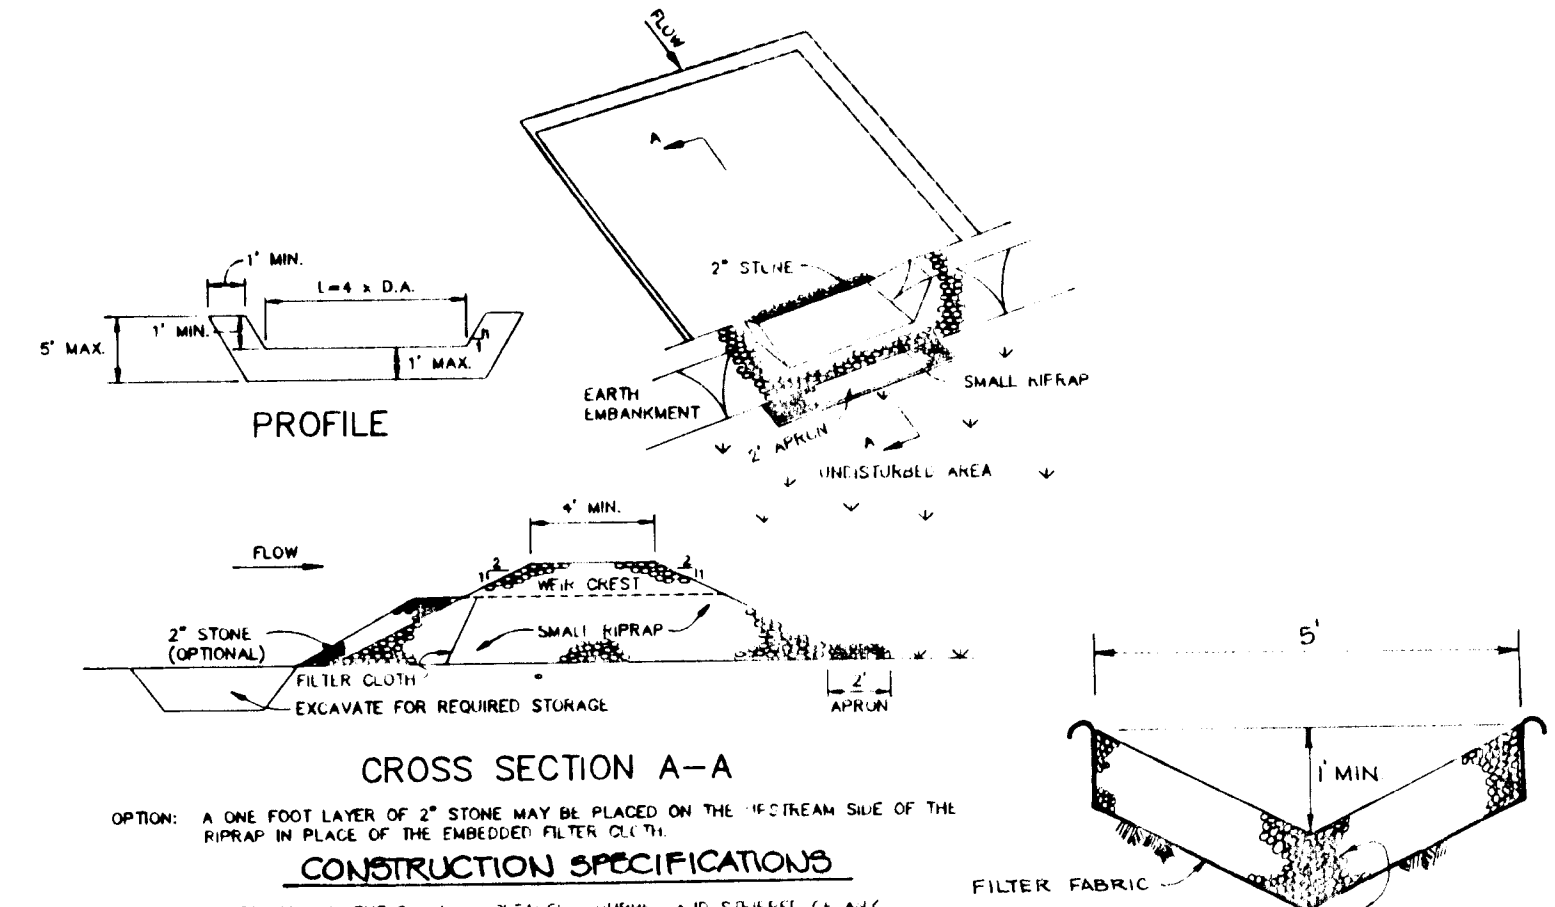 FLOW
A
1' MIN.
L=4 x D.A.
1' MIN.
5' MAX.
1' MAX.
PROFILE
2" STONE
EARTH
EMBANKMENT
SMALL RIPRAP
2' APRON
A
UNDISTURBED AREA
4' MIN.
FLOW
2
1
2
1
WEIR CREST
2" STONE
(OPTIONAL)
SMALL RIPRAP
FILTER CLOTH
EXCAVATE FOR REQUIRED STORAGE
2'
APRON
CROSS SECTION A-A
OPTION: A ONE FOOT LAYER OF 2" STONE MAY BE PLACED ON THE UPSTREAM SIDE OF THE
RIPRAP IN PLACE OF THE EMBEDDED FILTER CLOTH.
CONSTRUCTION SPECIFICATIONS
5'
1' MIN
FILTER FABRIC